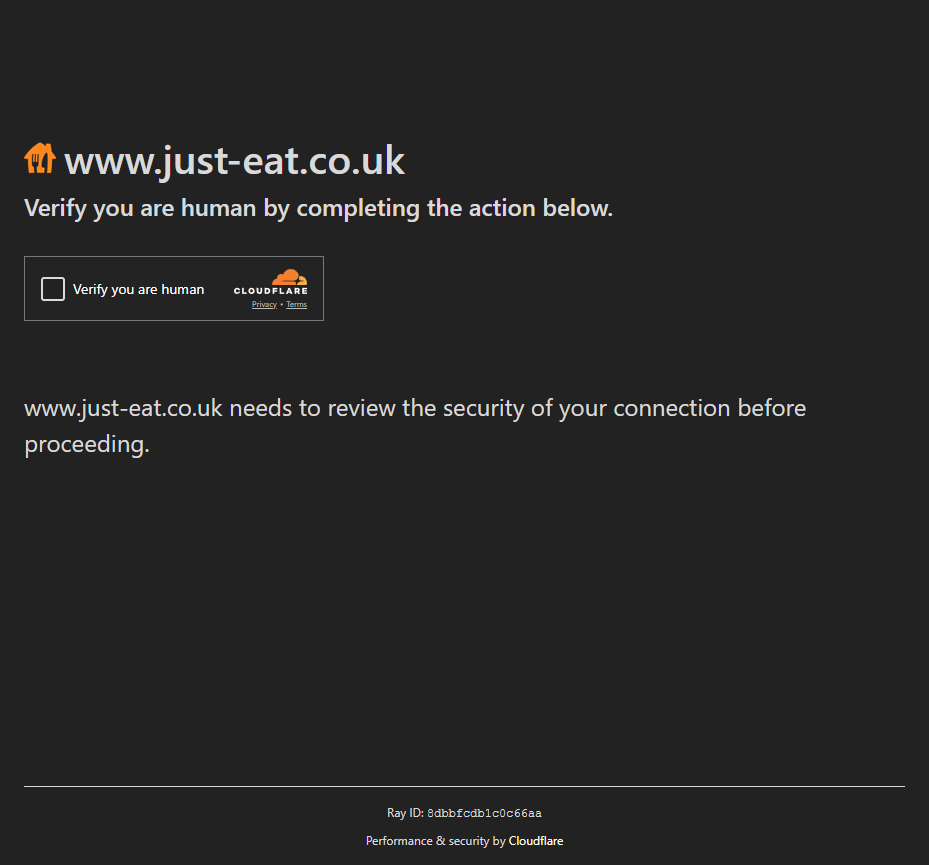 www.just-eat.co.uk
Verify you are human by completing the action below.
Verify you are human
CLOUDFLARE
Privacy • Terms
www.just-eat.co.uk needs to review the security of your connection before
proceeding.
Ray ID: 8dbbfcdb1c0c66aa
Performance & security by Cloudflare